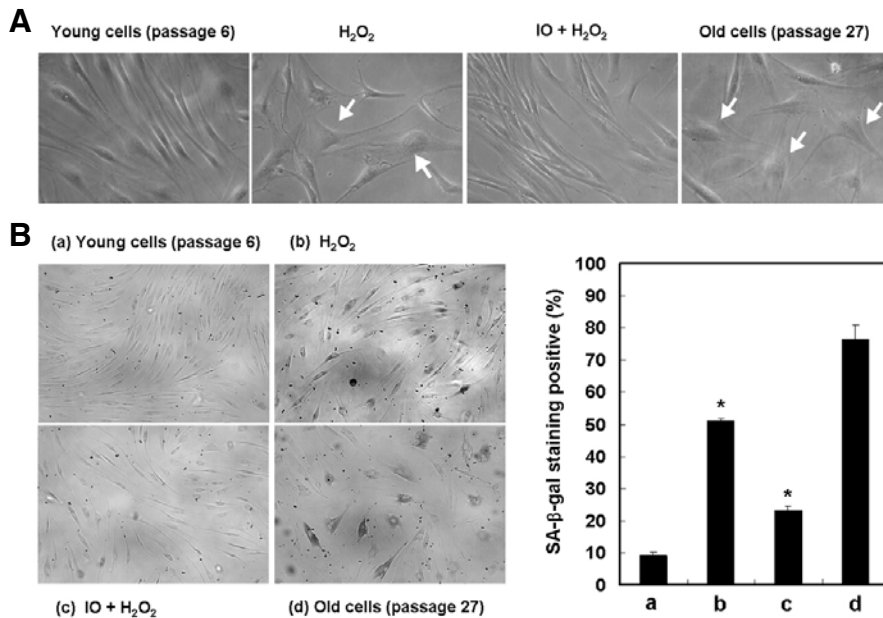 A
Young cells (passage 6)
H₂O₂
IO + H₂O₂
Old cells (passage 27)
B
(a) Young cells (passage 6)
(b) H₂O₂
(c) IO + H₂O₂
(d) Old cells (passage 27)
SA-β-gal staining positive (%)
100
90
80
70
60
50
40
30
20
10
0
*
*
a
b
c
d